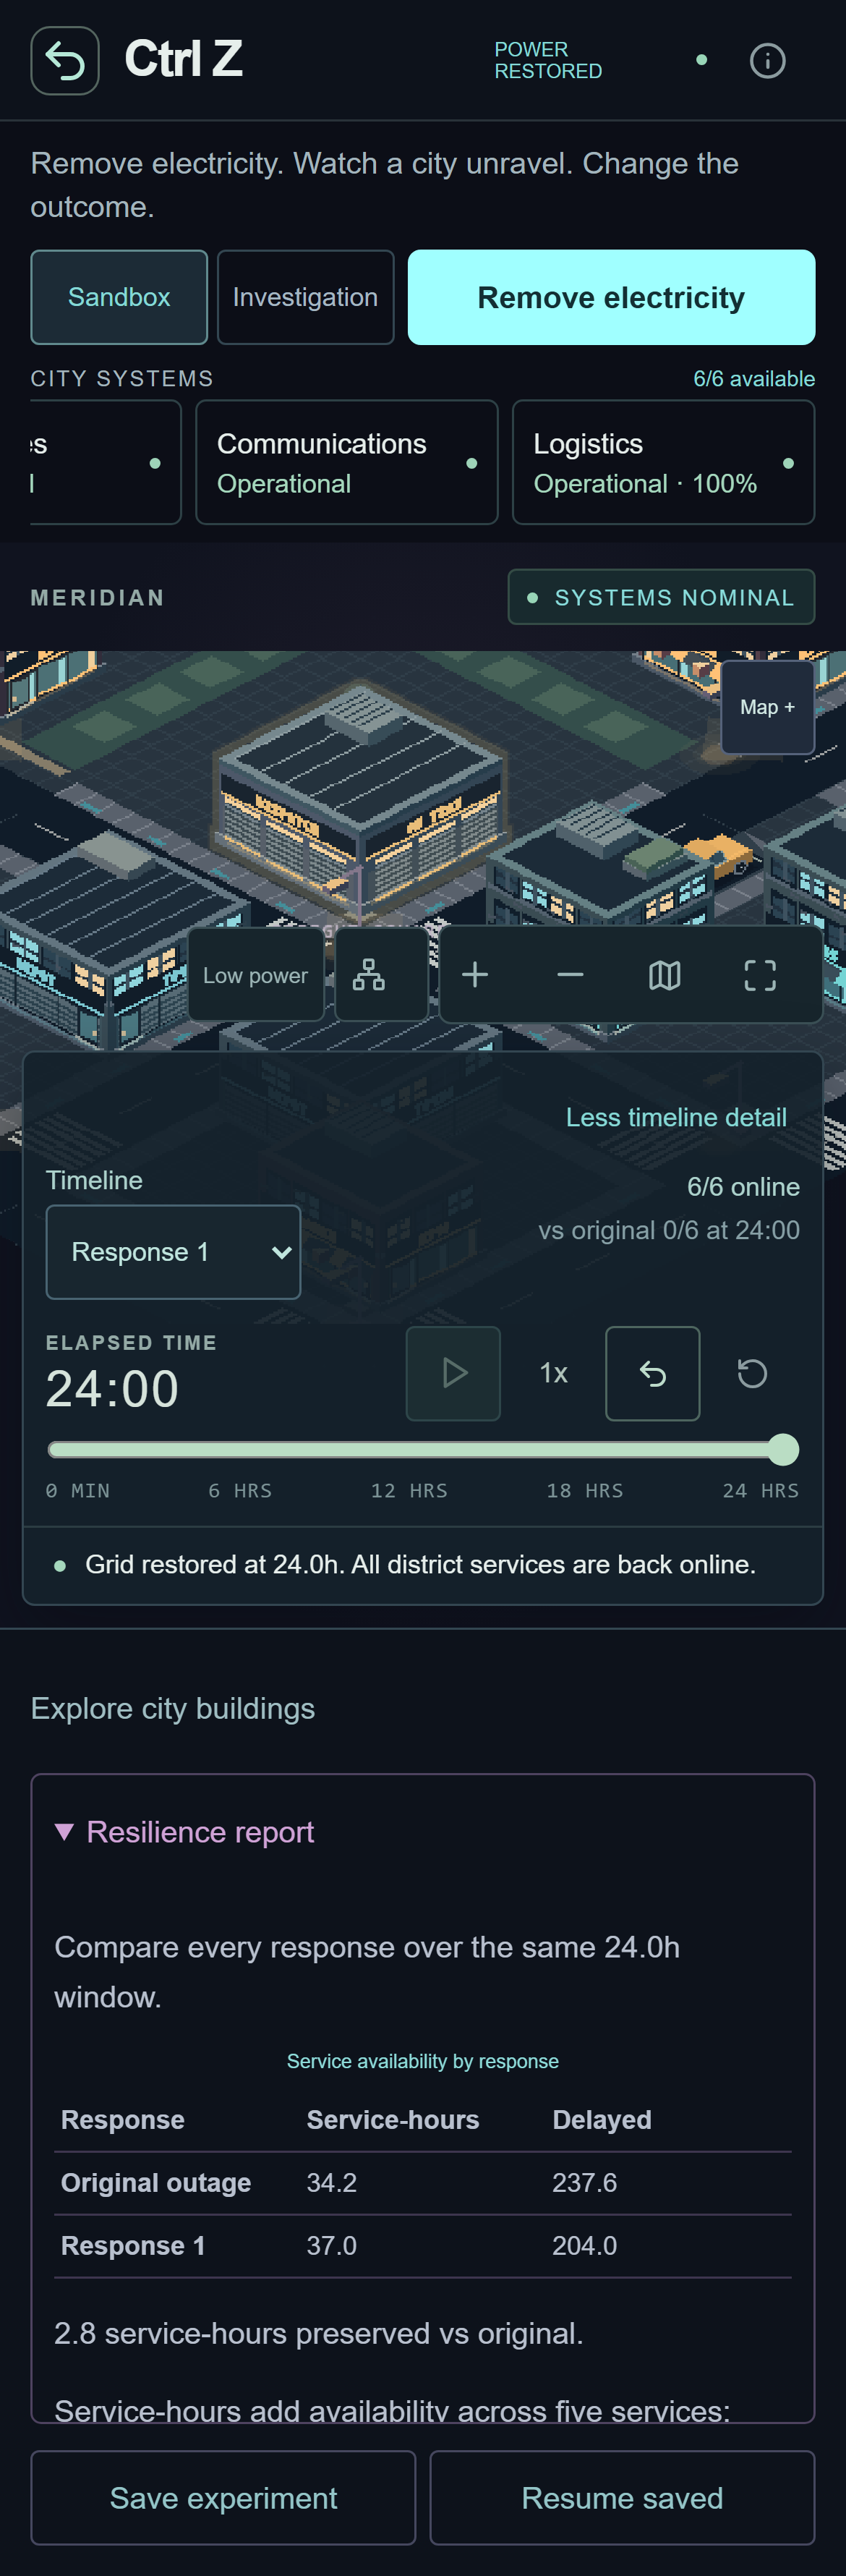 Ctrl Z
POWER
RESTORED
Remove electricity. Watch a city unravel. Change the
outcome.
Sandbox
Investigation
Remove electricity
CITY SYSTEMS
6/6 available
Communications
Operational
Logistics
Operational · 100%
MERIDIAN
SYSTEMS NOMINAL
Map +
Low power
Less timeline detail
Timeline
6/6 online
Response 1
vs original 0/6 at 24:00
ELAPSED TIME
24:00
1x
0 MIN
6 HRS
12 HRS
18 HRS
24 HRS
Grid restored at 24.0h. All district services are back online.
Explore city buildings
Resilience report
Compare every response over the same 24.0h
window.
Service availability by response
Response Service-hours Delayed
Original outage 34.2 237.6
Response 1 37.0 204.0
2.8 service-hours preserved vs original.
Service-hours add availability across five services:
Save experiment
Resume saved